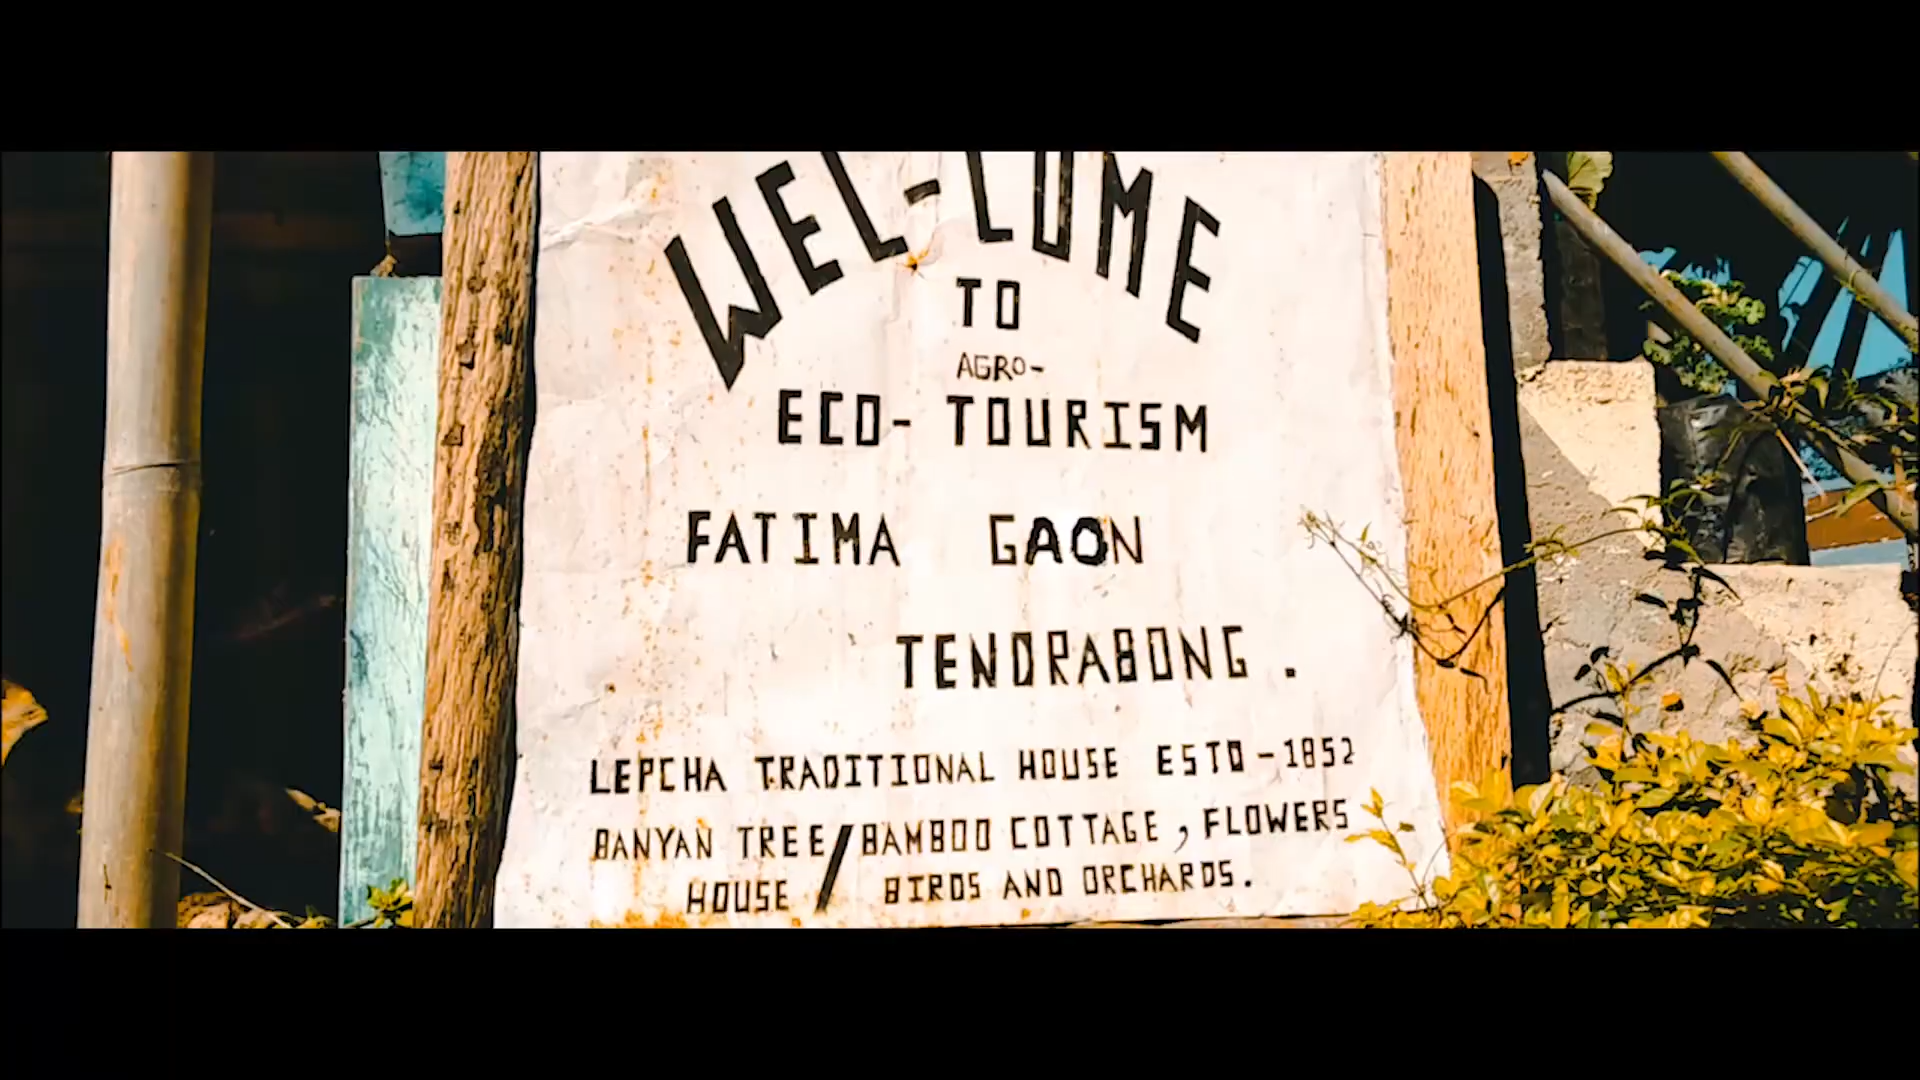 WEL-COME
TO
AGRO-
ECO-TOURISM
FATIMA GAON
TENDRABONG.
LEPCHA TRADITIONAL HOUSE ESTD-1852
BANYAN TREE/BAMBOO COTTAGE, FLOWERS
HOUSE / BIRDS AND ORCHARDS.